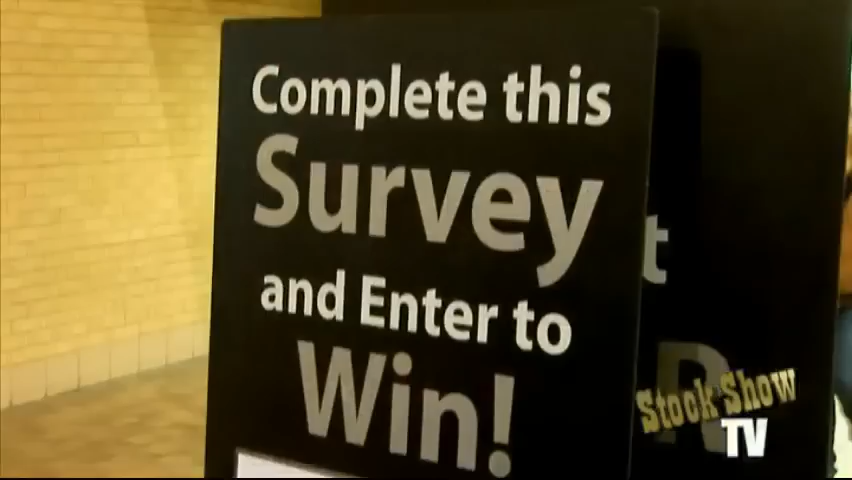 Complete this
Survey
and Enter to
Win!
t
R
Stock Show
TV